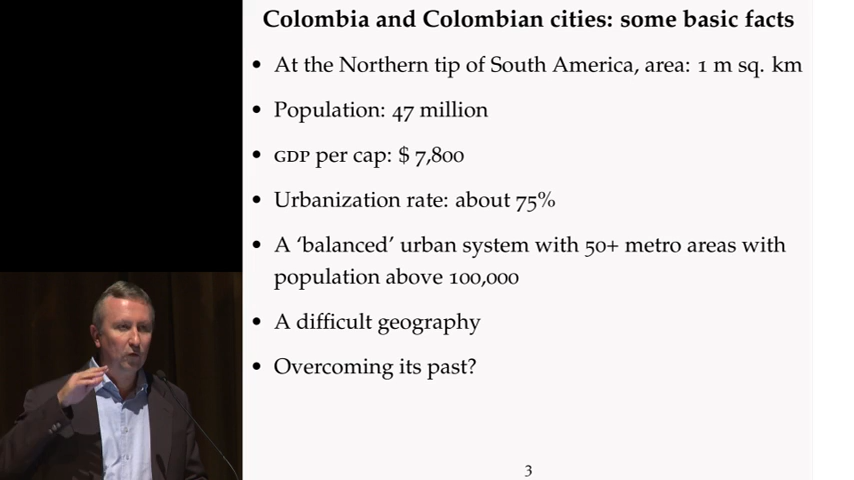 Colombia and Colombian cities: some basic facts
• At the Northern tip of South America, area: 1 m sq. km
• Population: 47 million
• GDP per cap: $ 7,800
• Urbanization rate: about 75%
• A ‘balanced’ urban system with 50+ metro areas with
population above 100,000
• A difficult geography
• Overcoming its past?
3